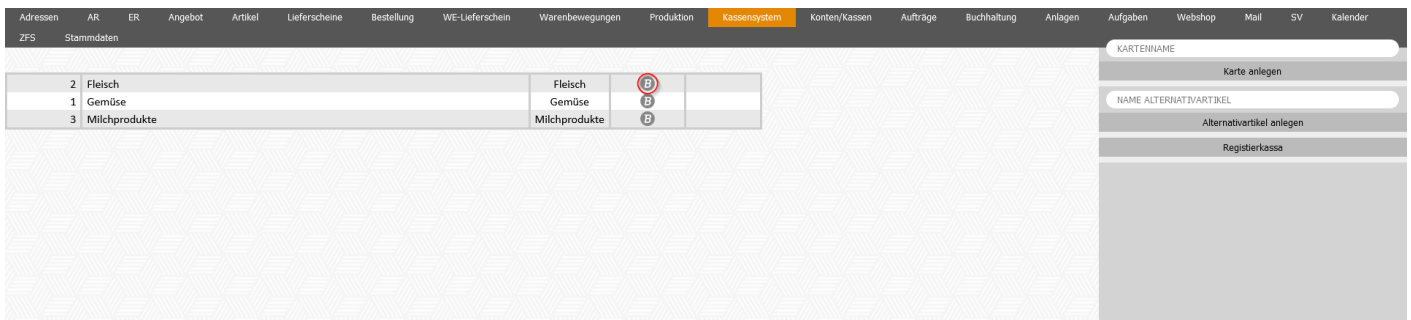 Adressen AR ER Angebot Artikel Lieferscheine Bestellung WE-Lieferschein Warenbewegungen Produktion Kassensystem Konten/Kassen Aufträge Buchhaltung Anlagen Aufgaben Webshop Mail SV Kalender
ZFS Stammdaten
KARTENNAME
Karte anlegen
2 Fleisch Fleisch B
1 Gemüse Gemüse B
3 Milchprodukte Milchprodukte B
NAME ALTERNATIVARTIKEL
Alternativartikel anlegen
Registierkassa